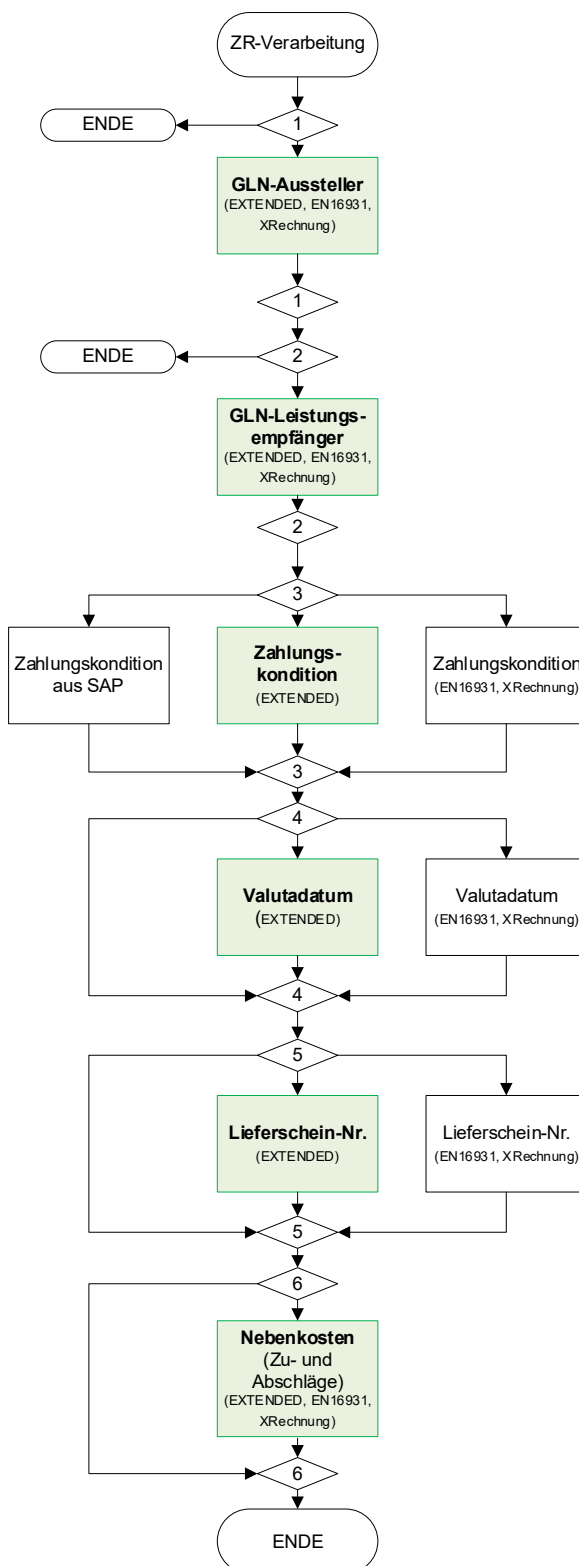 ZR-Verarbeitung
ENDE
1
GLN-Aussteller
(EXTENDED, EN16931,
XRechnung)
1
ENDE
2
GLN-Leistungs-
empfänger
(EXTENDED, EN16931,
XRechnung)
2
3
Zahlungskondition
aus SAP
Zahlungs-
kondition
(EXTENDED)
Zahlungskondition
(EN16931, XRechnung)
3
4
Valutadatum
(EXTENDED)
Valutadatum
(EN16931, XRechnung)
4
5
Lieferschein-Nr.
(EXTENDED)
Lieferschein-Nr.
(EN16931, XRechnung)
5
6
Nebenkosten
(Zu- und
Abschläge)
(EXTENDED, EN16931,
XRechnung)
6
ENDE